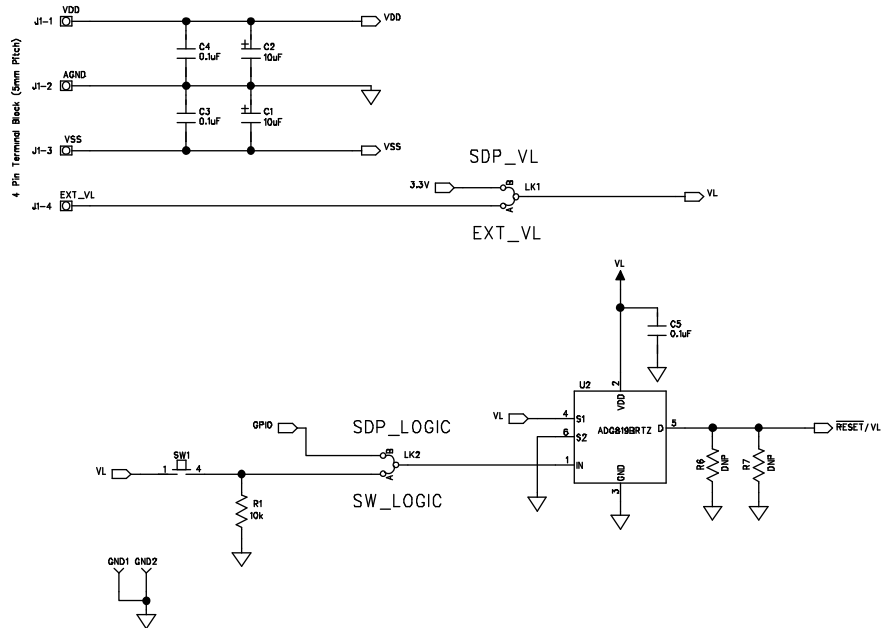 4 Pin Terminal Block (5mm Pitch)
J1-1
VDD
VDD
C4
0.1uF
+
C2
10uF
J1-2
AGND
C3
0.1uF
+
C1
10uF
J1-3
VSS
VSS
SDP_VL
3.3V
B
LK1
VL
J1-4
EXT_VL
A
EXT_VL
VL
C5
0.1uF
U2
2
VDD
VL
4
S1
GPIO
SDP_LOGIC
6
S2
ADG819BRTZ
D
5
RESET/VL
B
LK2
VL
1
SW1
4
A
1
IN
GND
3
R6
DNP
R7
DNP
R1
10k
SW_LOGIC
GND1
GND2